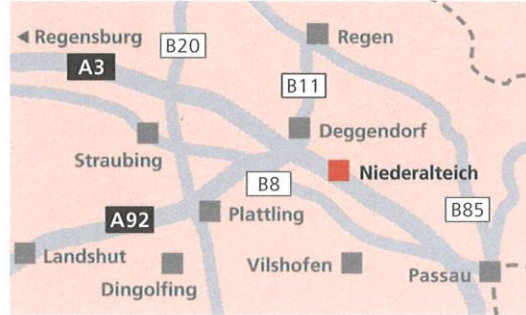 ◄ Regensburg
B20
Regen
A3
B11
Deggendorf
Straubing
Niederalteich
B8
A92
Plattling
B85
Landshut
Vilshofen
Passau
Dingolfing